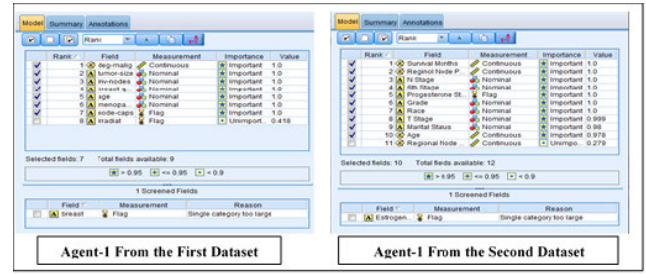 Model Summary Annotations
Rank
Rank Field Measurement Importance Value
1 deg-malig Continuous Important 1.0
2 tumor-size Nominal Important 1.0
3 inv-nodes Nominal Important 1.0
4 breast-q... Nominal Important 1.0
5 age Nominal Important 1.0
6 menopa... Nominal Important 1.0
7 node-caps Flag Important 1.0
8 irradiat Flag Unimport... 0.418
Selected fields: 7 Total fields available: 9
> 0.95 <= 0.95 < 0.9
1 Screened Fields
Field Measurement Reason
breast Flag Single category too large
Agent-1 From the First Dataset
Model Summary Annotations
Rank
Rank Field Measurement Importance Value
1 Survival Months Continuous Important 1.0
2 Reginol Node P... Continuous Important 1.0
3 N Stage Nominal Important 1.0
4 6th Stage Nominal Important 1.0
5 Progesterone St... Flag Important 1.0
6 Grade Nominal Important 1.0
7 Race Nominal Important 1.0
8 T Stage Nominal Important 0.999
9 Marital Status Nominal Important 0.98
10 Age Continuous Important 0.978
11 Regional Node ... Continuous Unimpo... 0.279
Selected fields: 10 Total fields available: 12
> 0.95 <= 0.95 < 0.9
1 Screened Fields
Field Measurement Reason
Estrogen... Flag Single category too large
Agent-1 From the Second Dataset